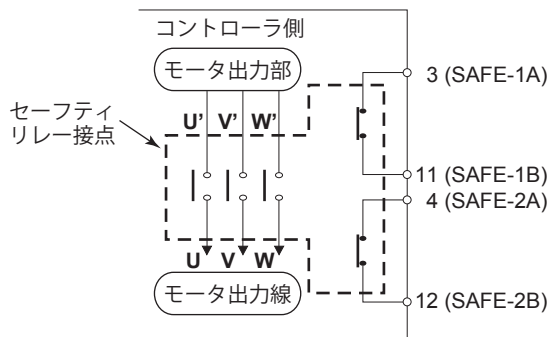 コントローラ側
モータ出力部
3 (SAFE-1A)
セーフティ
リレー接点
U’ V’ W’
11 (SAFE-1B)
4 (SAFE-2A)
U V W
モータ出力線
12 (SAFE-2B)